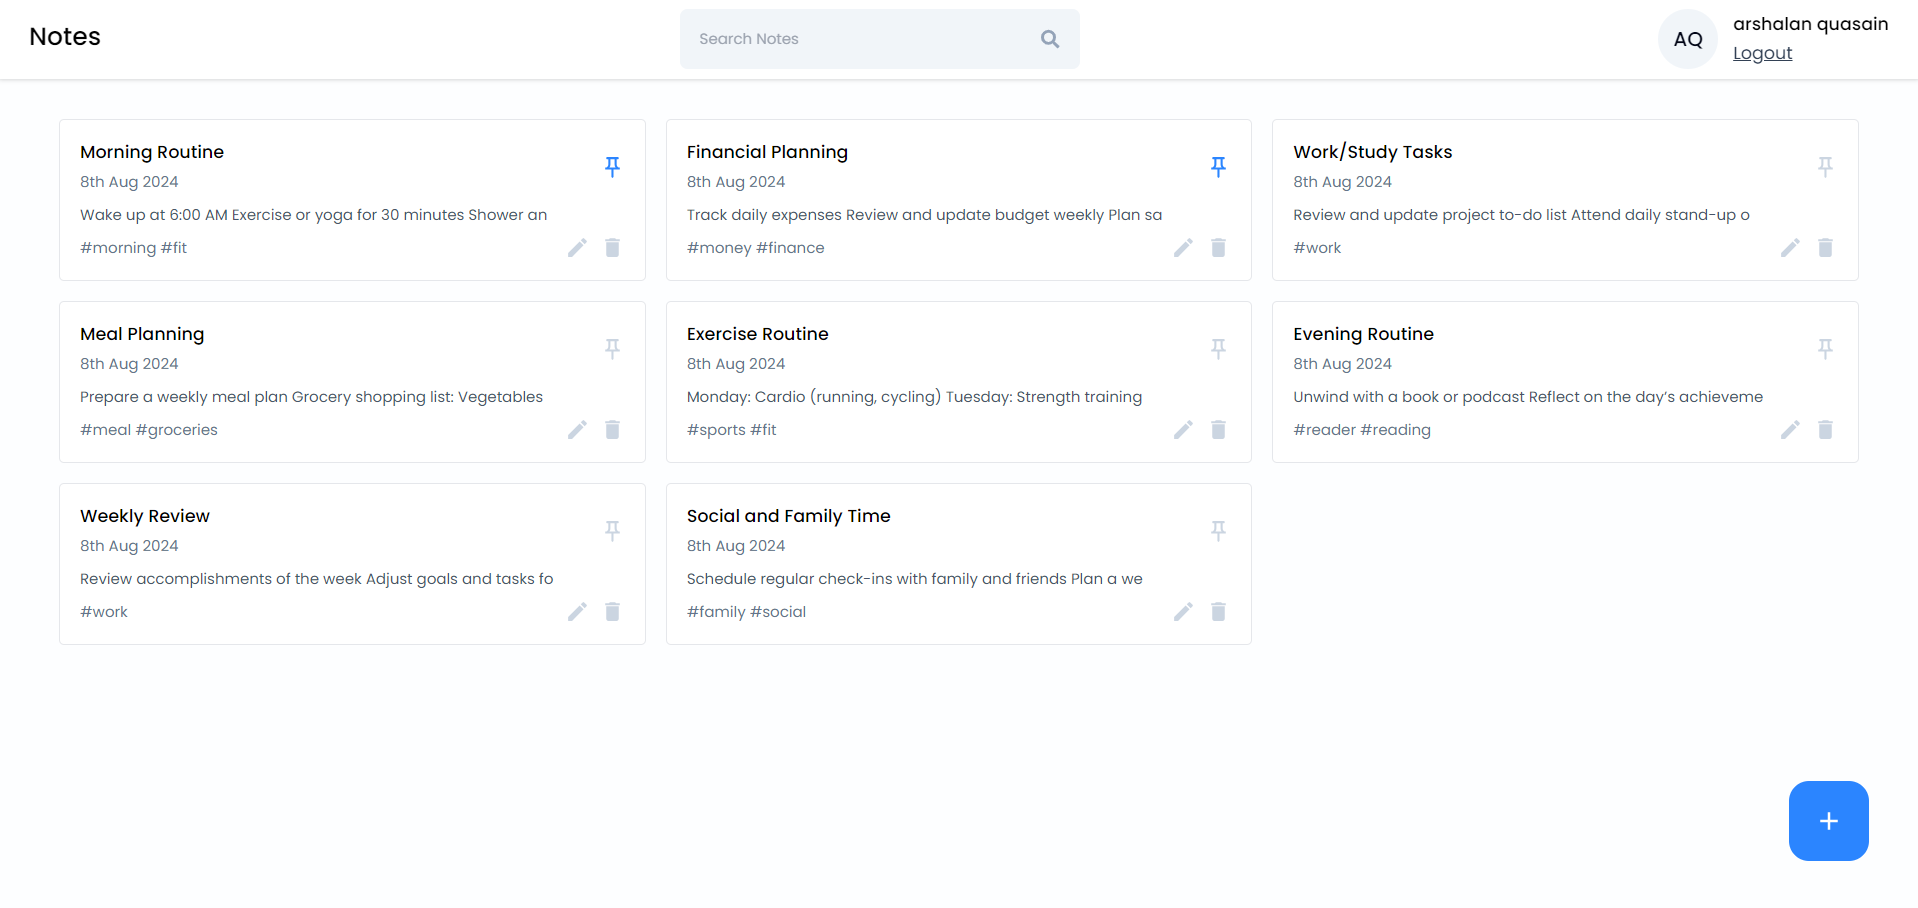 Notes
Search Notes
AQ
arshalan quasain
Logout
Morning Routine
8th Aug 2024
Wake up at 6:00 AM Exercise or yoga for 30 minutes Shower an
#morning #fit
Financial Planning
8th Aug 2024
Track daily expenses Review and update budget weekly Plan sa
#money #finance
Work/Study Tasks
8th Aug 2024
Review and update project to-do list Attend daily stand-up o
#work
Meal Planning
8th Aug 2024
Prepare a weekly meal plan Grocery shopping list: Vegetables
#meal #groceries
Exercise Routine
8th Aug 2024
Monday: Cardio (running, cycling) Tuesday: Strength training
#sports #fit
Evening Routine
8th Aug 2024
Unwind with a book or podcast Reflect on the day’s achieveme
#reader #reading
Weekly Review
8th Aug 2024
Review accomplishments of the week Adjust goals and tasks fo
#work
Social and Family Time
8th Aug 2024
Schedule regular check-ins with family and friends Plan a we
#family #social